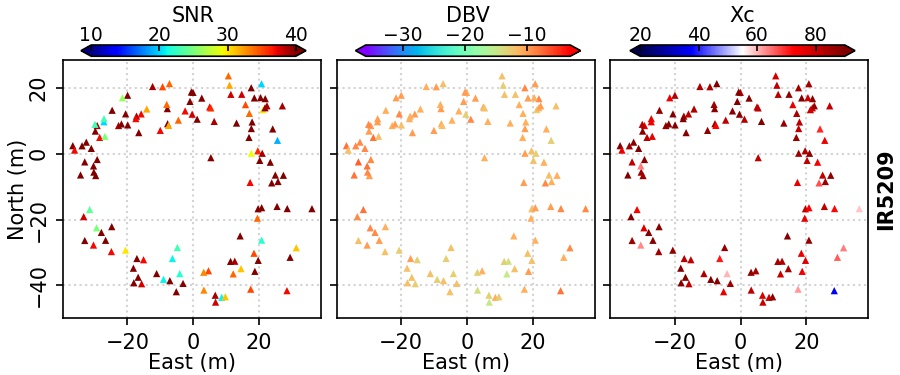 SNR DBV Xc
10 20 30 40 −30 −20 −10 20 40 60 80
20
0
−20
−40
North (m)
IR5209
−20 0 20 −20 0 20 −20 0 20
East (m) East (m) East (m)